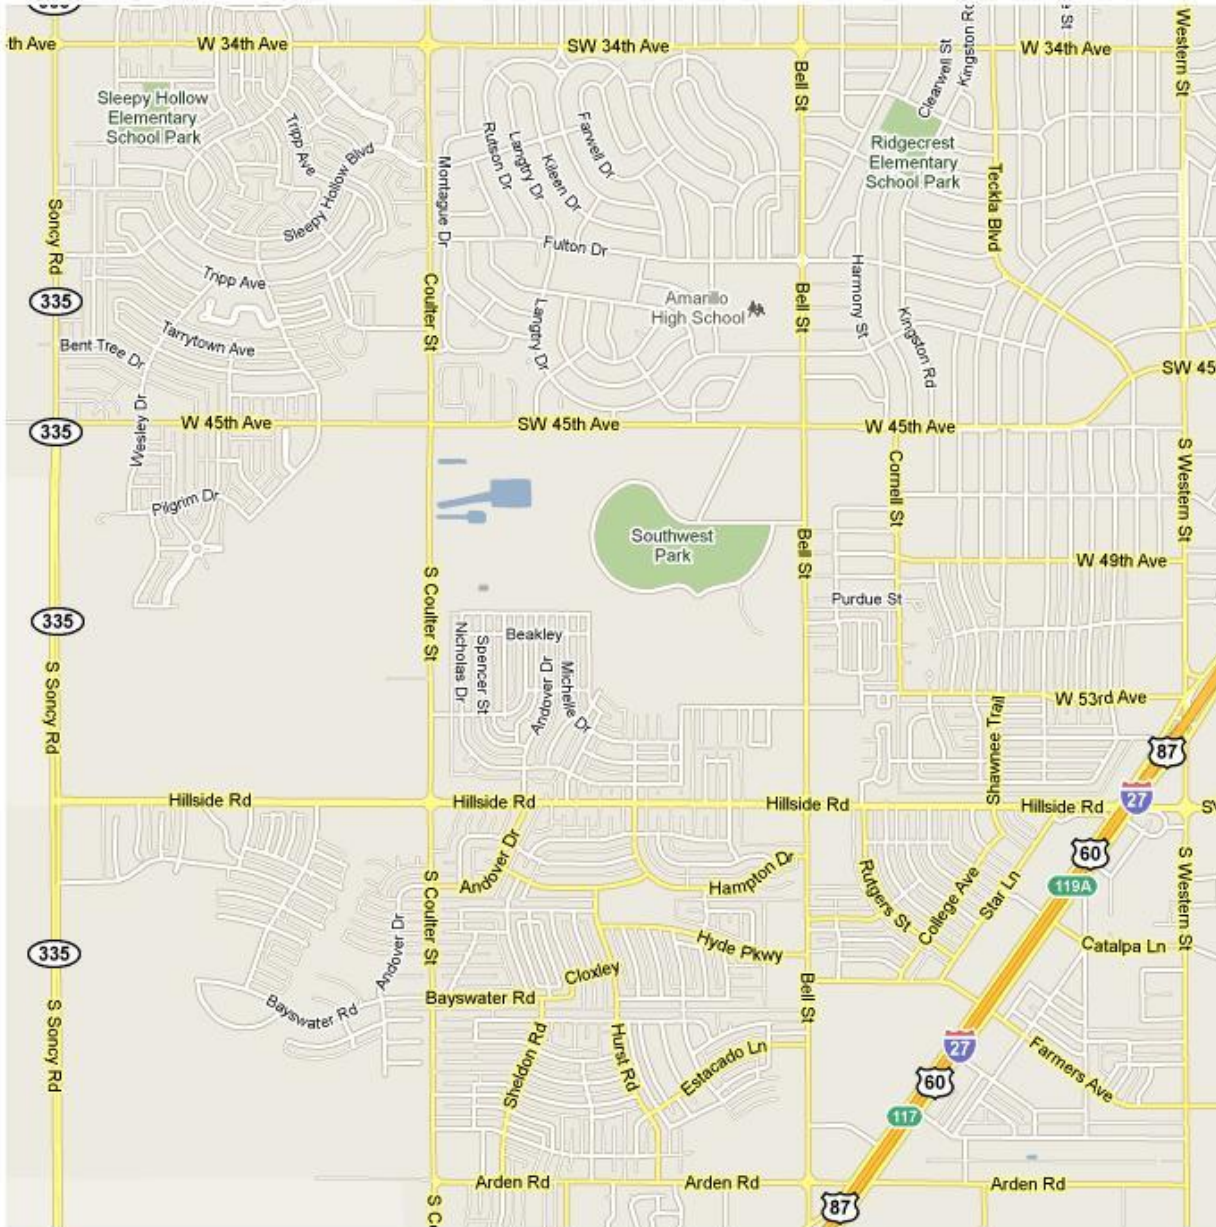 335
th Ave
W 34th Ave
SW 34th Ave
W 34th Ave
Western St
Kingston Rd
Clearwell St
St
Bell St
Sleepy Hollow
Elementary
School Park
Tripp Ave
Sleepy Hollow Blvd
Montague Dr
Rutson Dr
Langtry Dr
Kileen Dr
Farwell Dr
Ridgecrest
Elementary
School Park
Teckla Blvd
Soncy Rd
335
Tripp Ave
Fulton Dr
Coulter St
Amarillo
High School
Bell St
Harmony St
Kingston Rd
Langtry Dr
Tarrytown Ave
Bent Tree Dr
SW 45
Wesley Dr
335
W 45th Ave
SW 45th Ave
W 45th Ave
Cornell St
S Western St
Pilgrim Dr
Southwest
Park
Bell St
W 49th Ave
S Coulter St
Purdue St
335
Beakley
Nicholas Dr
Spencer St
Andover Dr
Michelle Dr
S Soncy Rd
W 53rd Ave
Shawnee Trail
87
27
Hillside Rd
Hillside Rd
Hillside Rd
Hillside Rd
SW
60
119A
Andover Dr
Hampton Dr
Rutgers St
College Ave
Star Ln
S Western St
S Coulter St
Andover Dr
335
Hyde Pkwy
Catalpa Ln
Cloxley
Bayswater Rd
Bayswater Rd
Bell St
S Soncy Rd
Sheldon Rd
Hurst Rd
Estacado Ln
27
60
Farmers Ave
117
Arden Rd
Arden Rd
Arden Rd
S Co
87